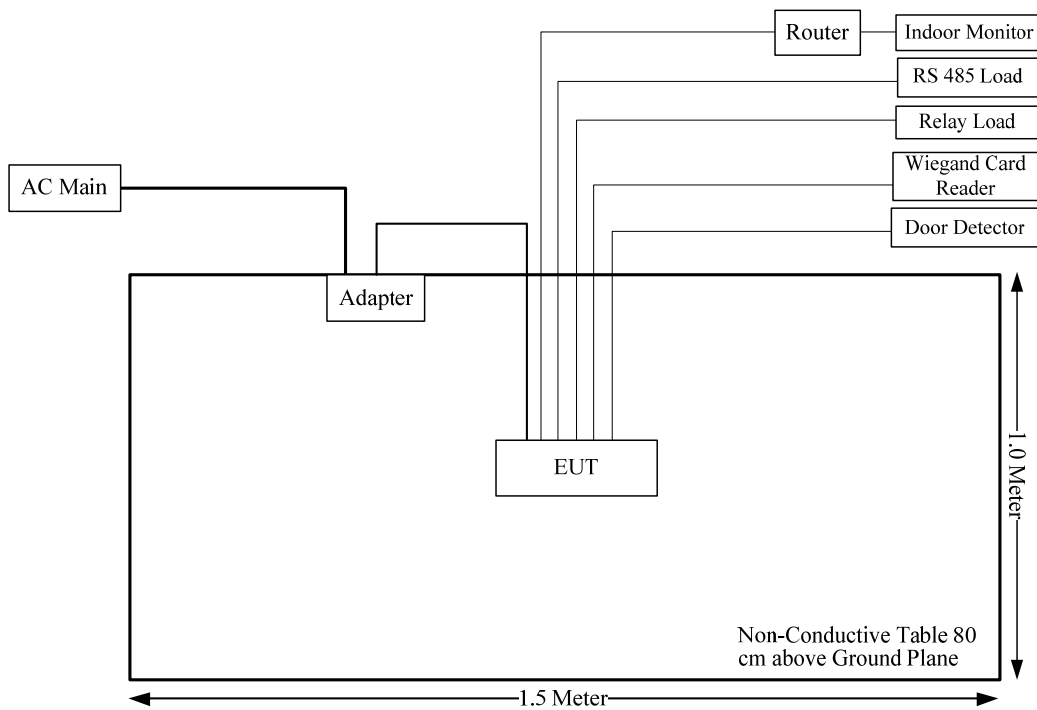 Router
Indoor Monitor
RS 485 Load
Relay Load
Wiegand Card
Reader
AC Main
Door Detector
Adapter
EUT
1.0 Meter
Non-Conductive Table 80
cm above Ground Plane
1.5 Meter